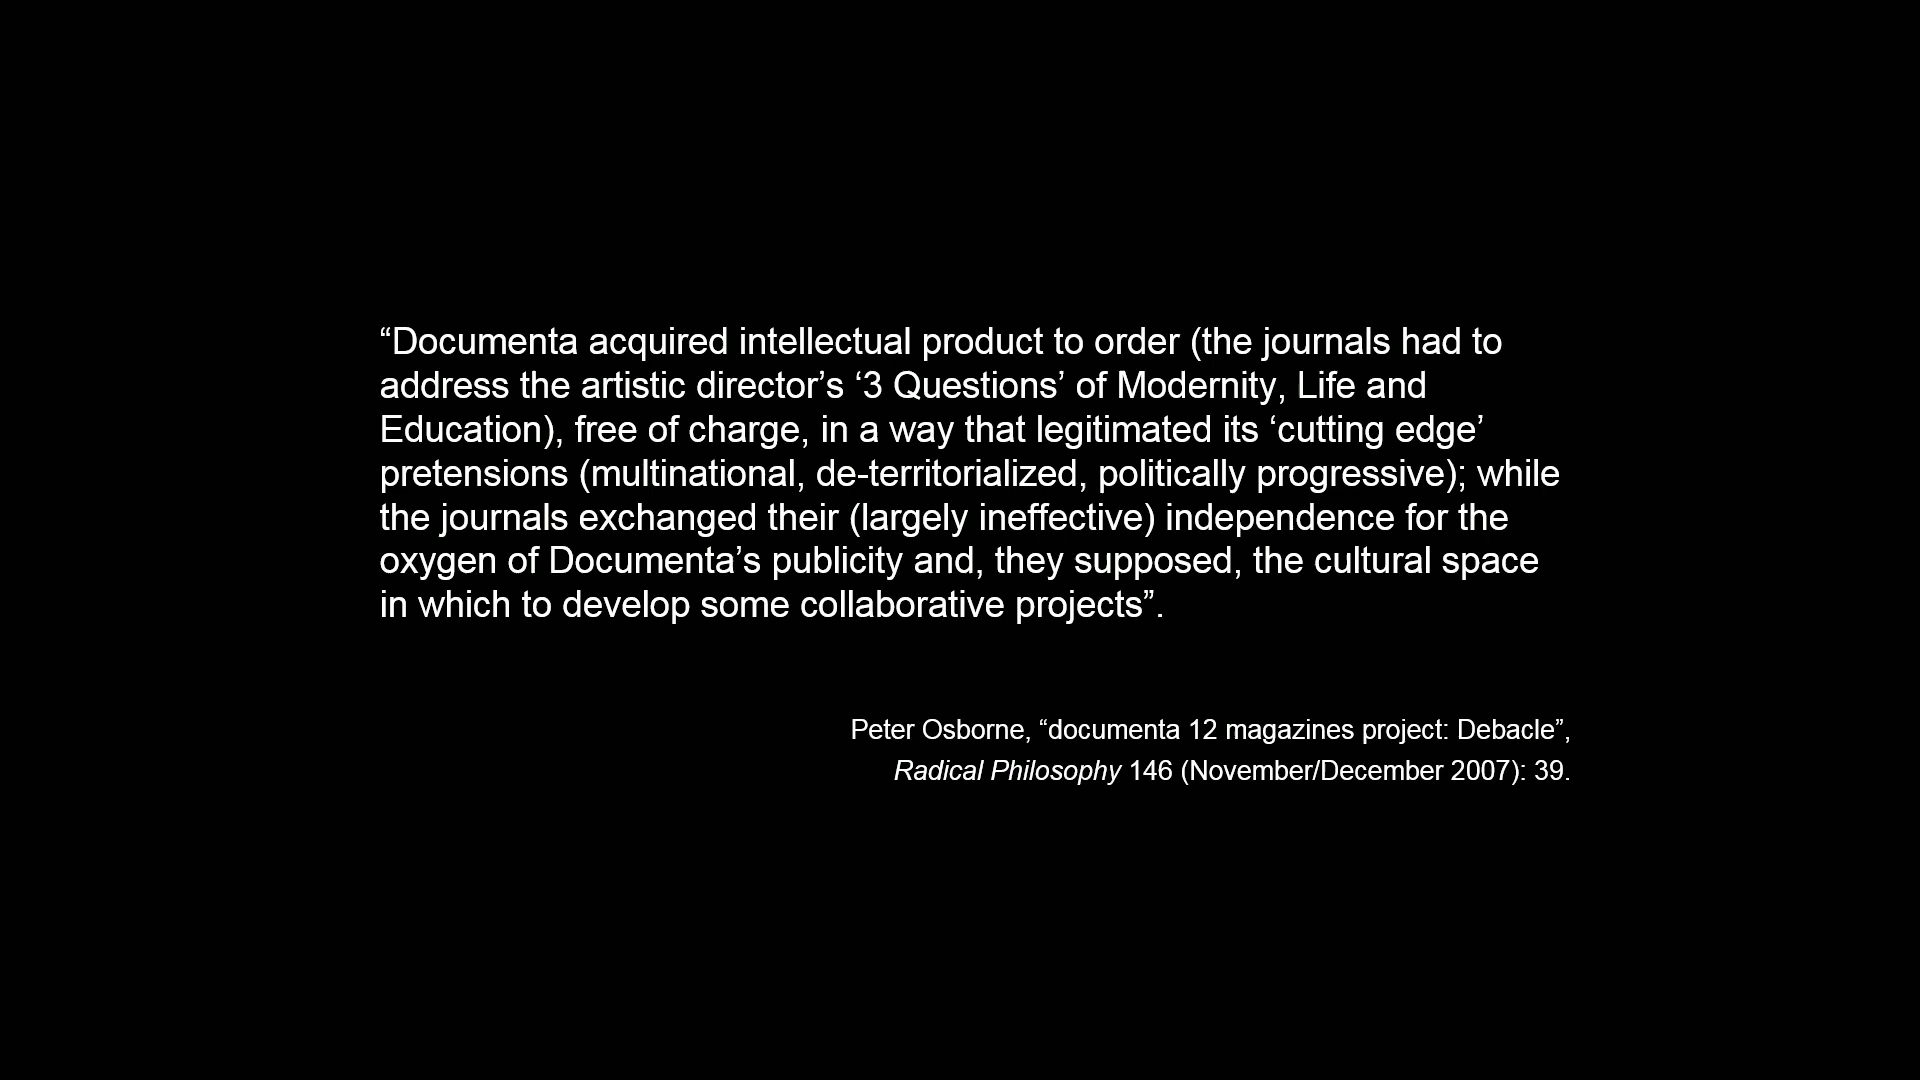 “Documenta acquired intellectual product to order (the journals had to
address the artistic director’s ‘3 Questions’ of Modernity, Life and
Education), free of charge, in a way that legitimated its ‘cutting edge’
pretensions (multinational, de-territorialized, politically progressive); while
the journals exchanged their (largely ineffective) independence for the
oxygen of Documenta’s publicity and, they supposed, the cultural space
in which to develop some collaborative projects”.
Peter Osborne, “documenta 12 magazines project: Debacle”,
Radical Philosophy 146 (November/December 2007): 39.